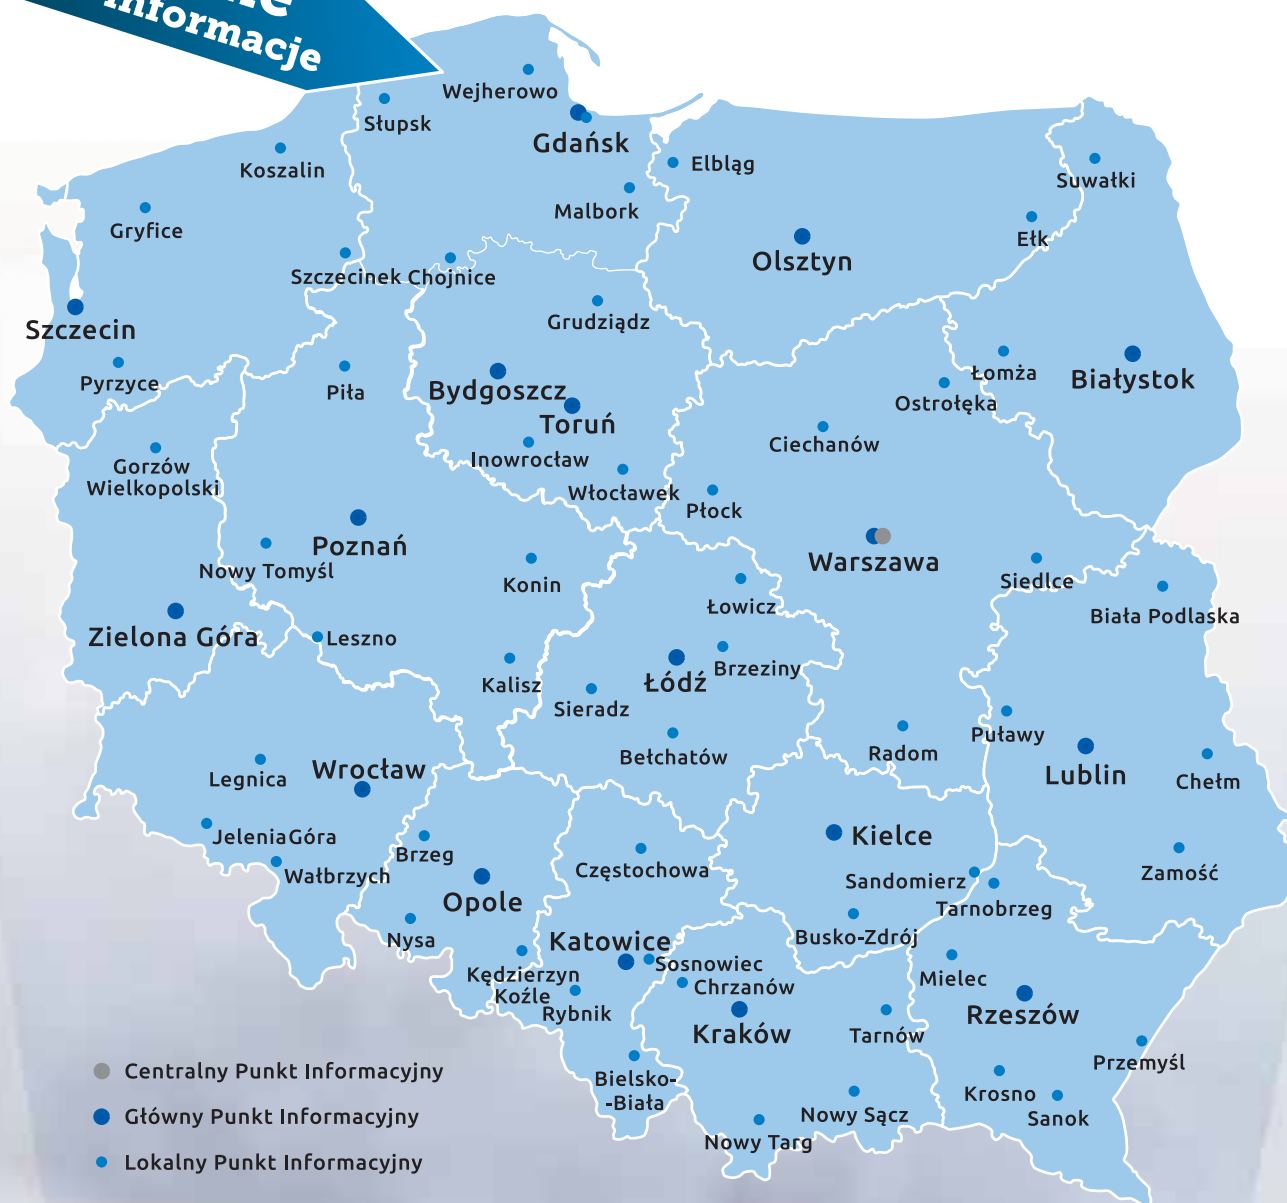 informacje
Wejherowo
Słupsk
Gdańsk
Koszalin
Elbląg
Suwałki
Malbork
Gryfice
Ełk
Olsztyn
Szczecinek
Chojnice
Grudziądz
Szczecin
Pyrzyce
Piła
Bydgoszcz
Łomża
Białystok
Ostrołęka
Toruń
Ciechanów
Inowrocław
Gorzów
Wielkopolski
Włocławek
Płock
Poznań
Warszawa
Nowy Tomyśl
Konin
Siedlce
Łowicz
Biała Podlaska
Zielona Góra
Leszno
Brzeziny
Kalisz
Łódź
Sieradz
Puławy
Radom
Bełchatów
Wrocław
Legnica
Lublin
Chełm
Jelenia Góra
Kielce
Brzeg
Wałbrzych
Częstochowa
Zamość
Sandomierz
Opole
Tarnobrzeg
Nysa
Katowice
Busko-Zdrój
Sosnowiec
Kędzierzyn
Koźle
Chrzanów
Mielec
Rybnik
Rzeszów
Kraków
Tarnów
Przemyśl
Bielsko-
-Biała
Krosno
Sanok
Nowy Sącz
Nowy Targ
Centralny Punkt Informacyjny
Główny Punkt Informacyjny
Lokalny Punkt Informacyjny